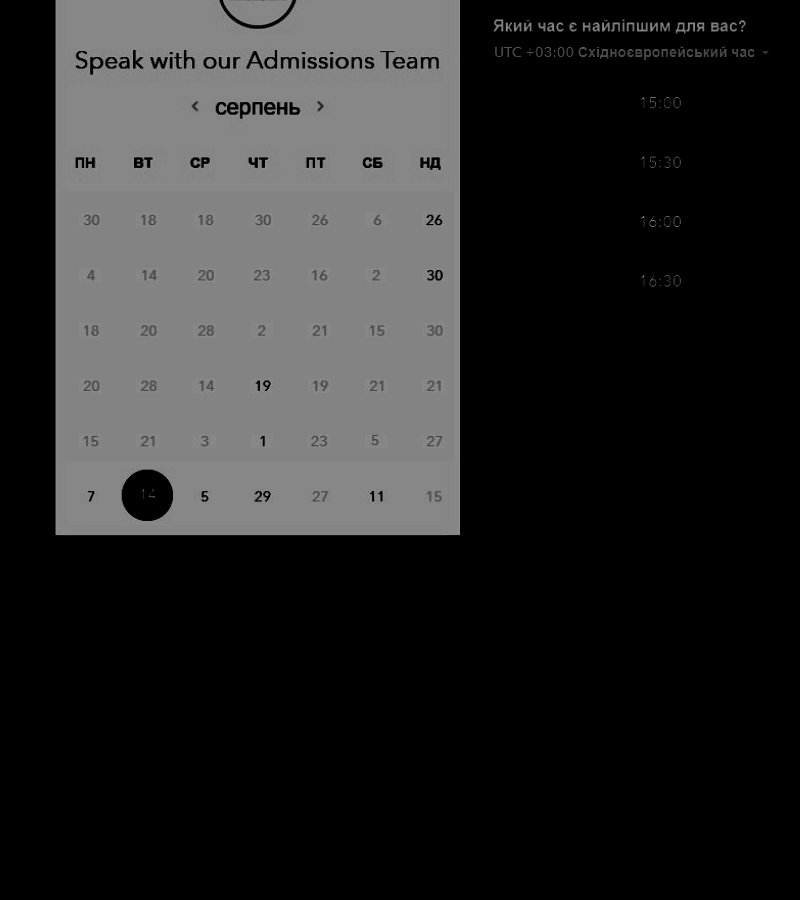 Speak with our Admissions Team
< серпень >
ПН ВТ СР ЧТ ПТ СБ НД
30 18 18 30 26 6 26
4 14 20 23 16 2 30
18 20 28 2 21 15 30
20 28 14 19 19 21 21
15 21 3 1 23 5 27
7 14 5 29 27 11 15
Який час є найліпшим для вас?
UTC +03:00 Східноєвропейський час
15:00
15:30
16:00
16:30